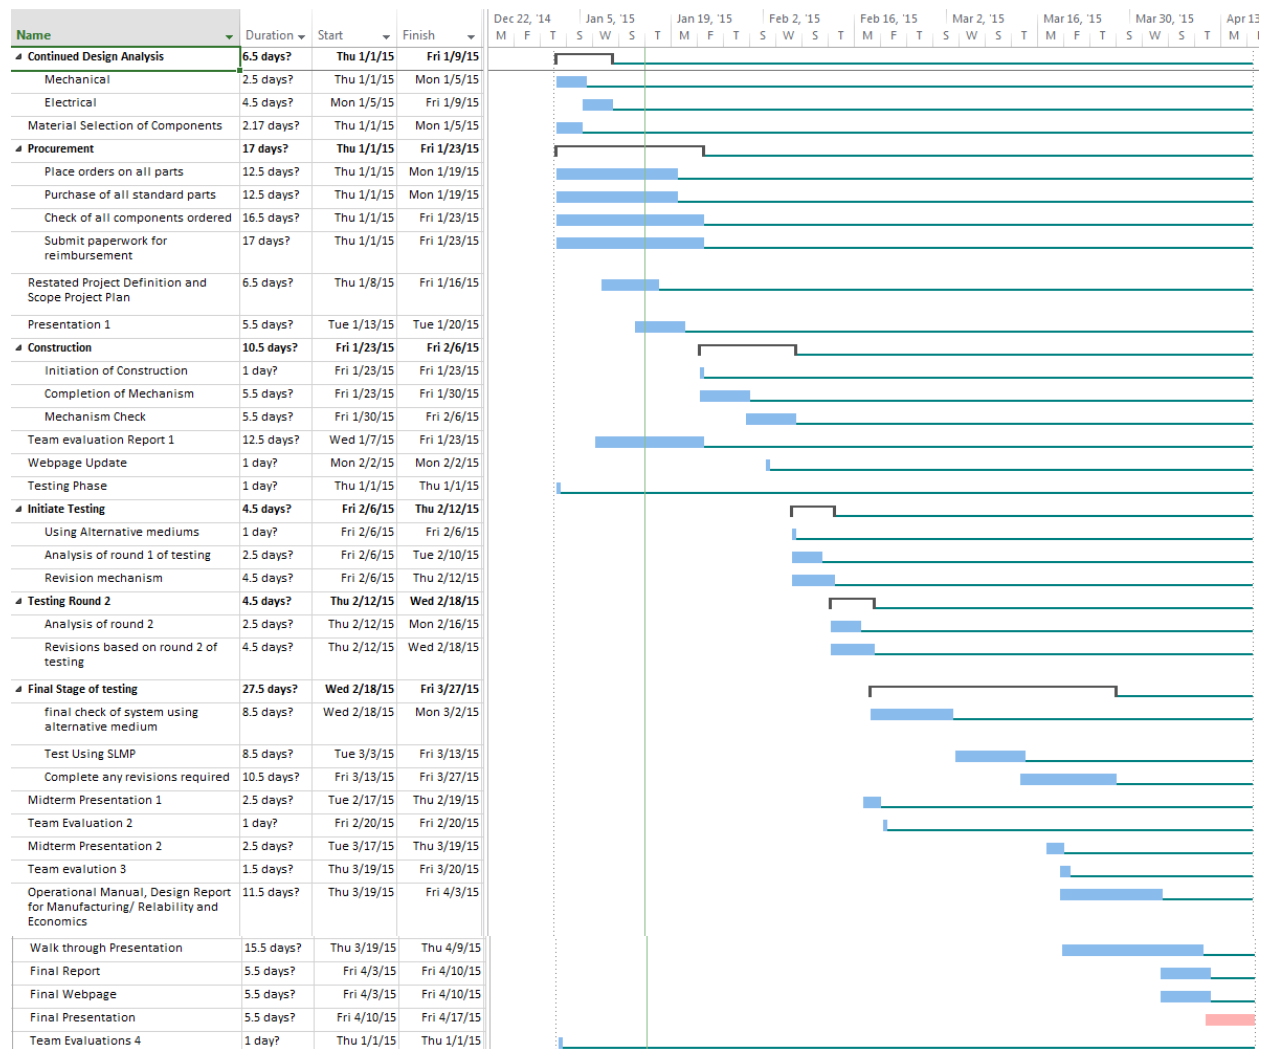 Dec 22, '14 Jan 5, '15 Jan 19, '15 Feb 2, '15 Feb 16, '15 Mar 2, '15 Mar 16, '15 Mar 30, '15 Apr 13
Name Duration Start Finish M F T S W S T M F T S W S T M F T S W S T M F T S W S T M
Continued Design Analysis 6.5 days? Thu 1/1/15 Fri 1/9/15
Mechanical 2.5 days? Thu 1/1/15 Mon 1/5/15
Electrical 4.5 days? Mon 1/5/15 Fri 1/9/15
Material Selection of Components 2.17 days? Thu 1/1/15 Mon 1/5/15
Procurement 17 days? Thu 1/1/15 Fri 1/23/15
Place orders on all parts 12.5 days? Thu 1/1/15 Mon 1/19/15
Purchase of all standard parts 12.5 days? Thu 1/1/15 Mon 1/19/15
Check of all components ordered 16.5 days? Thu 1/1/15 Fri 1/23/15
Submit paperwork for 17 days? Thu 1/1/15 Fri 1/23/15
reimbursement
Restated Project Definition and 6.5 days? Thu 1/8/15 Fri 1/16/15
Scope Project Plan
Presentation 1 5.5 days? Tue 1/13/15 Tue 1/20/15
Construction 10.5 days? Fri 1/23/15 Fri 2/6/15
Initiation of Construction 1 day? Fri 1/23/15 Fri 1/23/15
Completion of Mechanism 5.5 days? Fri 1/23/15 Fri 1/30/15
Mechanism Check 5.5 days? Fri 1/30/15 Fri 2/6/15
Team evaluation Report 1 12.5 days? Wed 1/7/15 Fri 1/23/15
Webpage Update 1 day? Mon 2/2/15 Mon 2/2/15
Testing Phase 1 day? Thu 1/1/15 Thu 1/1/15
Initiate Testing 4.5 days? Fri 2/6/15 Thu 2/12/15
Using Alternative mediums 1 day? Fri 2/6/15 Fri 2/6/15
Analysis of round 1 of testing 2.5 days? Fri 2/6/15 Tue 2/10/15
Revision mechanism 4.5 days? Fri 2/6/15 Thu 2/12/15
Testing Round 2 4.5 days? Thu 2/12/15 Wed 2/18/15
Analysis of round 2 2.5 days? Thu 2/12/15 Mon 2/16/15
Revisions based on round 2 of 4.5 days? Thu 2/12/15 Wed 2/18/15
testing
Final Stage of testing 27.5 days? Wed 2/18/15 Fri 3/27/15
final check of system using 8.5 days? Wed 2/18/15 Mon 3/2/15
alternative medium
Test Using SLMP 8.5 days? Tue 3/3/15 Fri 3/13/15
Complete any revisions required 10.5 days? Fri 3/13/15 Fri 3/27/15
Midterm Presentation 1 2.5 days? Tue 2/17/15 Thu 2/19/15
Team Evaluation 2 1 day? Fri 2/20/15 Fri 2/20/15
Midterm Presentation 2 2.5 days? Tue 3/17/15 Thu 3/19/15
Team evalution 3 1.5 days? Thu 3/19/15 Fri 3/20/15
Operational Manual, Design Report 11.5 days? Thu 3/19/15 Fri 4/3/15
for Manufacturing/ Relability and
Economics
Walk through Presentation 15.5 days? Thu 3/19/15 Thu 4/9/15
Final Report 5.5 days? Fri 4/3/15 Fri 4/10/15
Final Webpage 5.5 days? Fri 4/3/15 Fri 4/10/15
Final Presentation 5.5 days? Fri 4/10/15 Fri 4/17/15
Team Evaluations 4 1 day? Thu 1/1/15 Thu 1/1/15